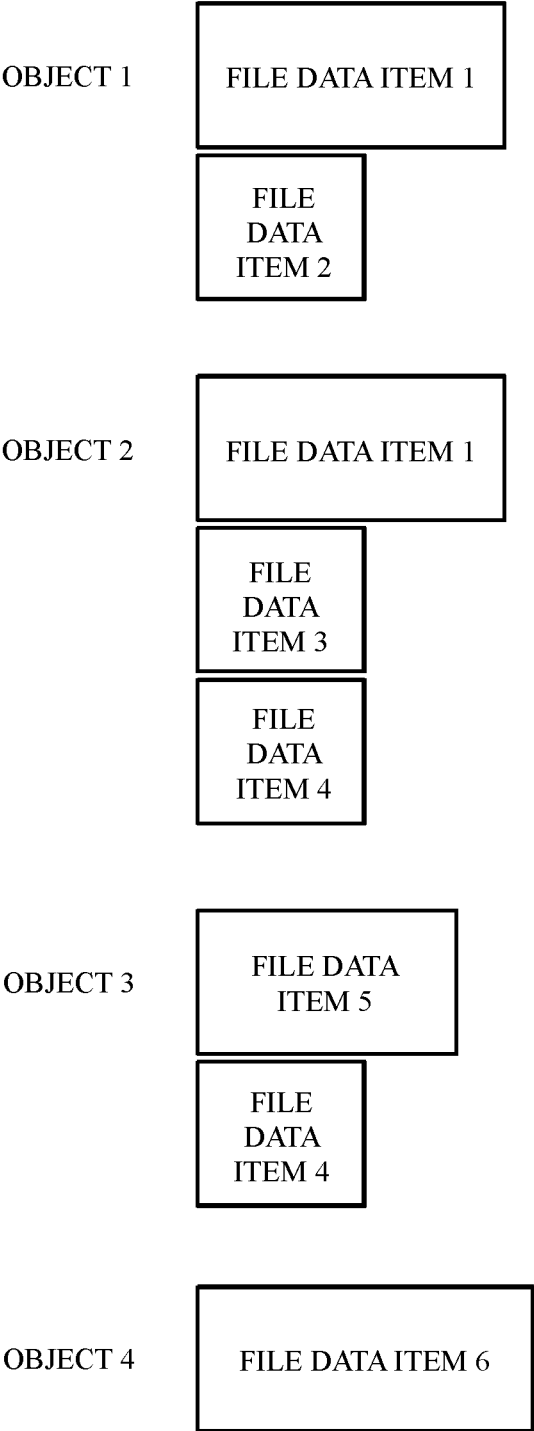 OBJECT 1
FILE DATA ITEM 1
FILE
DATA
ITEM 2
OBJECT 2
FILE DATA ITEM 1
FILE
DATA
ITEM 3
FILE
DATA
ITEM 4
OBJECT 3
FILE DATA
ITEM 5
FILE
DATA
ITEM 4
OBJECT 4
FILE DATA ITEM 6